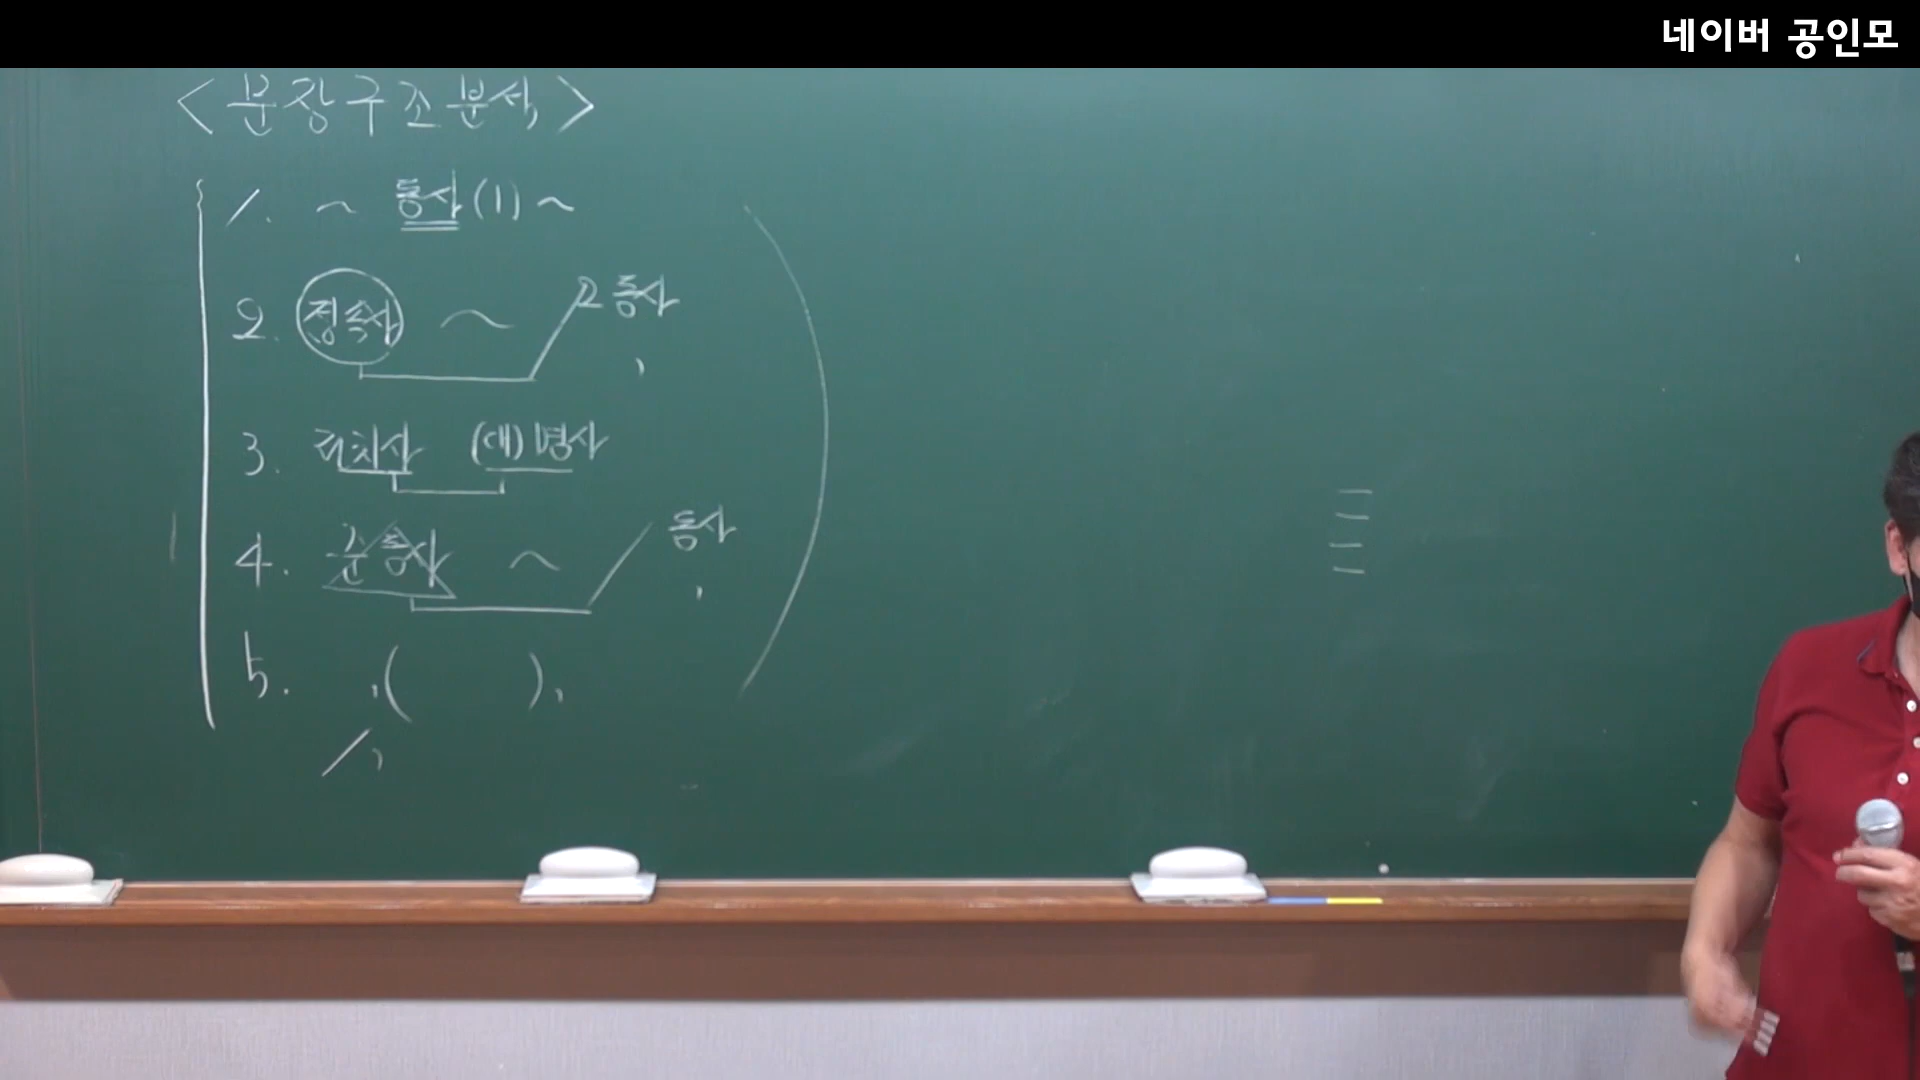 네이버 공인모
<문장구조분석>
1. ~ 동사(1) ~
2. 접속사 ~ / 2 동사
,
3. 전치사 (대)명사
4. 준동사 ~ / 동사
,
5. ,( ),
/,